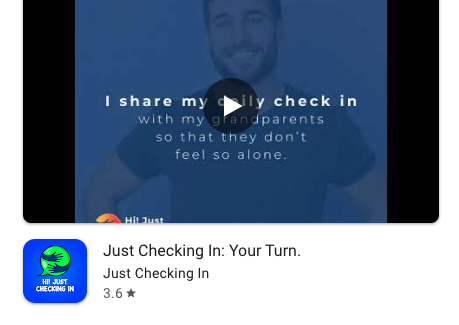 I share my daily check in
with my grandparents
so that they don't
feel so alone.
Hi! Just
HI! JUST
CHECKING IN
Just Checking In: Your Turn.
Just Checking In
3.6 ★